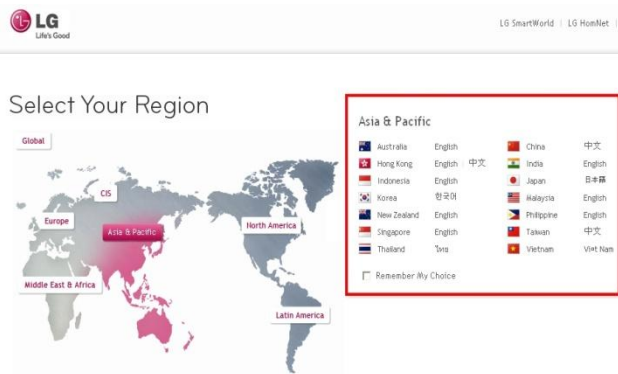 LG
Life's Good
LG SmartWorld | LG HomNet |
Select Your Region
Global
CIS
Europe
Asia & Pacific
North America
Middle East & Africa
Latin America
Asia & Pacific
Australia English China 中文
Hong Kong English | 中文 India English
Indonesia English Japan 日本語
Korea 한국어 Malaysia English
New Zealand English Philippine English
Singapore English Taiwan 中文
Thailand ไทย Vietnam Việt Nam
Remember My Choice